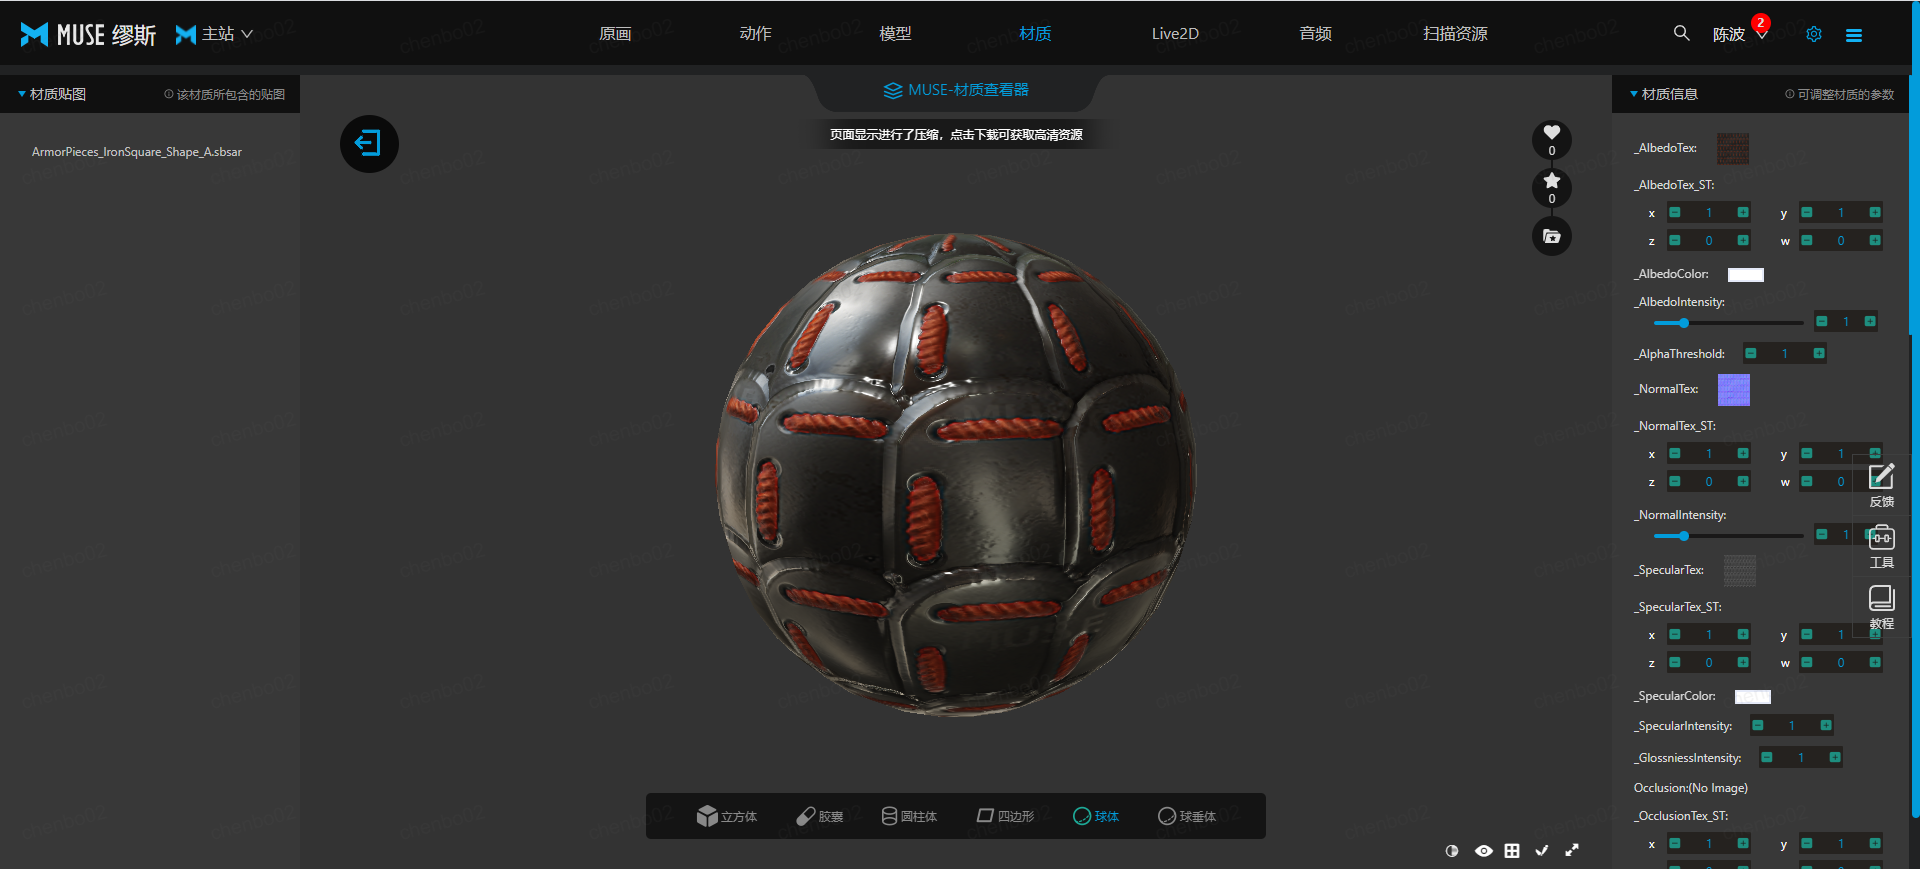 MUSE 缪斯
主站
原画
动作
模型
材质
Live2D
音频
扫描资源
陈波
2
材质贴图
该材质所包含的贴图
ArmorPieces_IronSquare_Shape_A.sbsar
MUSE-材质查看器
页面显示进行了压缩，点击下载可获取高清资源
0
0
材质信息
可调整材质的参数
_AlbedoTex:
_AlbedoTex_ST:
x 1 y 1
z 0 w 0
_AlbedoColor:
_AlbedoIntensity:
1
_AlphaThreshold: 1
_NormalTex:
_NormalTex_ST:
x 1 y 1
z 0 w 0
_NormalIntensity:
1
_SpecularTex:
_SpecularTex_ST:
x 1 y 1
z 0 w 0
_SpecularColor:
_SpecularIntensity: 1
_GlossniessIntensity: 1
Occlusion:(No Image)
_OcclusionTex_ST:
x 1 y 1
反馈
工具
教程
立方体
胶囊
圆柱体
四边形
球体
球垂体
chenbo02